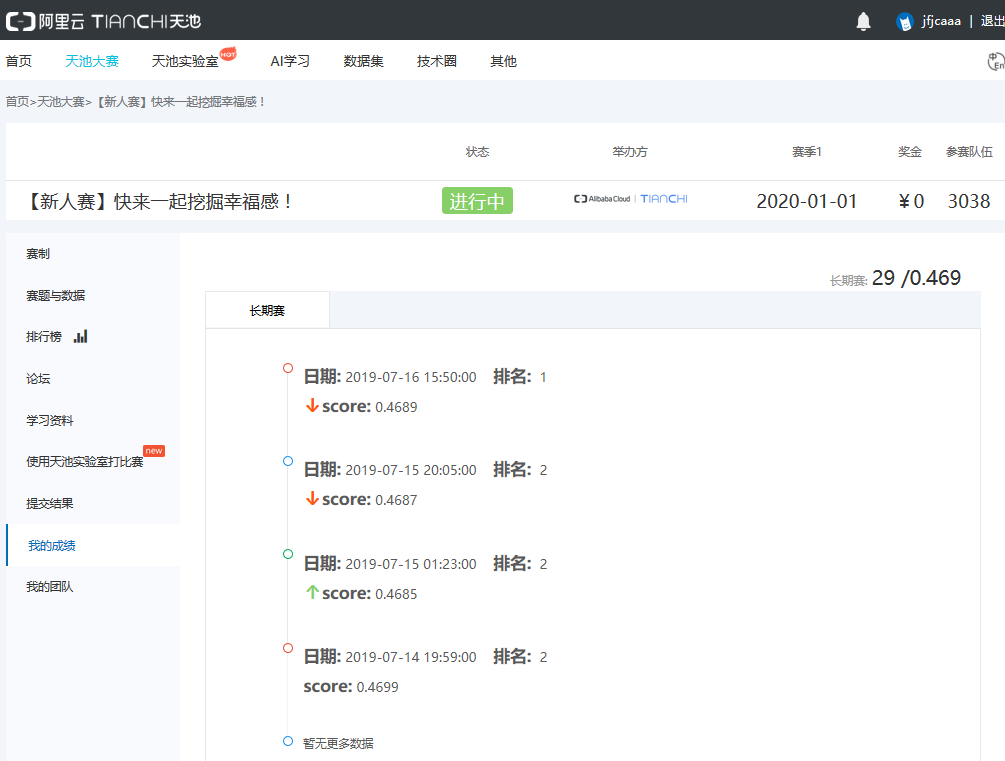 阿里云 TIANCHI天池
jfjcaaa | 退出
首页 天池大赛 天池实验室 HOT AI学习 数据集 技术圈 其他 中 En
首页>天池大赛>【新人赛】快来一起挖掘幸福感！
状态 举办方 赛季1 奖金 参赛队伍
【新人赛】快来一起挖掘幸福感！ 进行中 Alibaba Cloud | TIANCHI 2020-01-01 ￥0 3038
赛制
赛题与数据
排行榜
论坛
学习资料
使用天池实验室打比赛 new
提交结果
我的成绩
我的团队
长期赛: 29 /0.469
长期赛
日期: 2019-07-16 15:50:00 排名: 1
↓score: 0.4689
日期: 2019-07-15 20:05:00 排名: 2
↓score: 0.4687
日期: 2019-07-15 01:23:00 排名: 2
↑score: 0.4685
日期: 2019-07-14 19:59:00 排名: 2
score: 0.4699
暂无更多数据